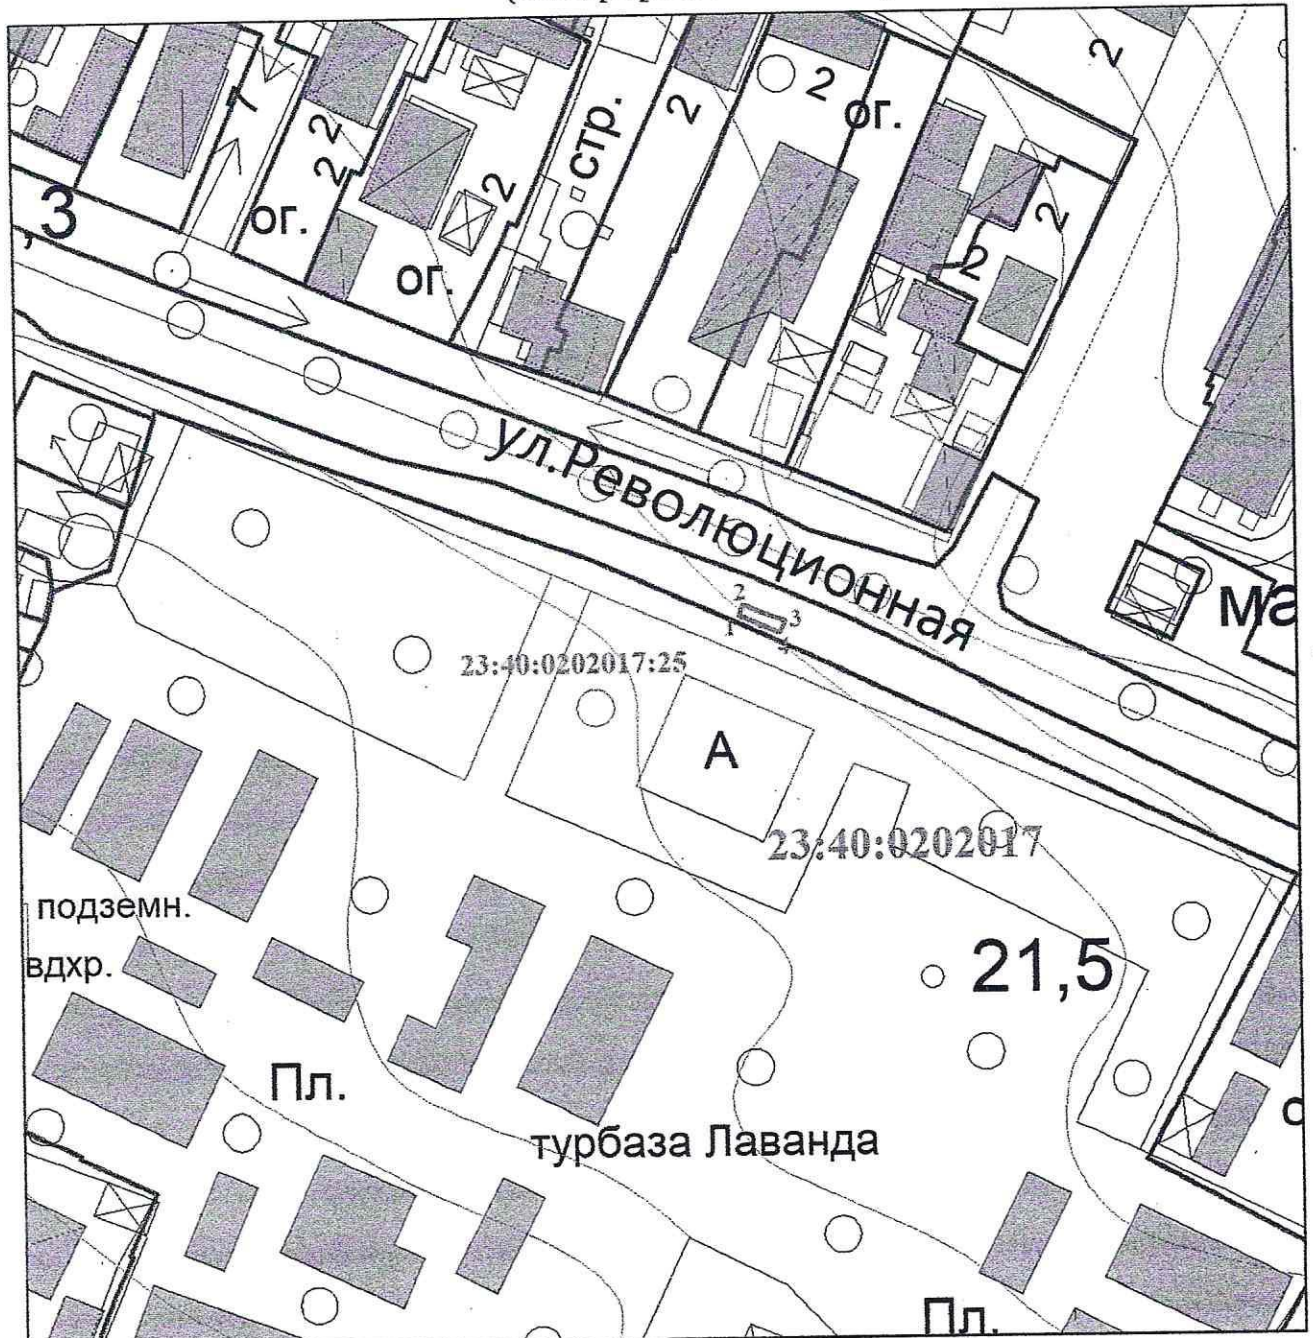 2
2
ог.
2
стр.
7
2
2
2
2
,3
ог.
2
ог.
ул.Революционная
ма
2
3
1
4
23:40:0202017:25
А
23:40:0202017
подземн.
вдхр.
21,5
Пл.
турбаза Лаванда
Пл.